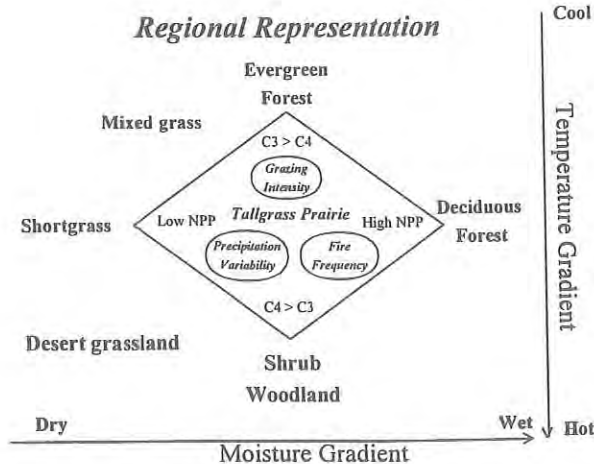 Regional Representation
Cool
Evergreen
Forest
Mixed grass
C3 > C4
Grazing
Intensity
Temperature Gradient
Shortgrass
Low NPP
Tallgrass Prairie
High NPP
Deciduous
Forest
Precipitation
Variability
Fire
Frequency
C4 > C3
Desert grassland
Shrub
Woodland
Dry
Wet
Hot
Moisture Gradient